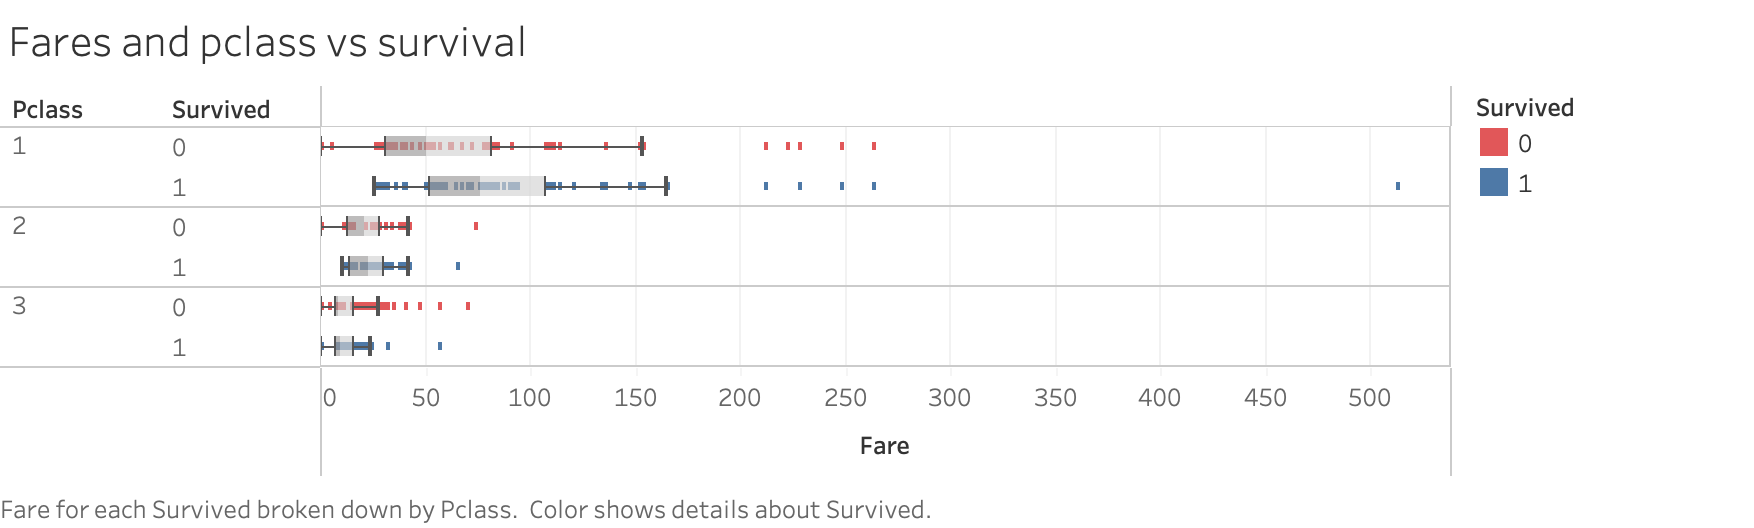 Fares and pclass vs survival
Pclass Survived
Survived
1 0
0
1
1
2 0
1
3 0
1
0 50 100 150 200 250 300 350 400 450 500
Fare
Fare for each Survived broken down by Pclass. Color shows details about Survived.